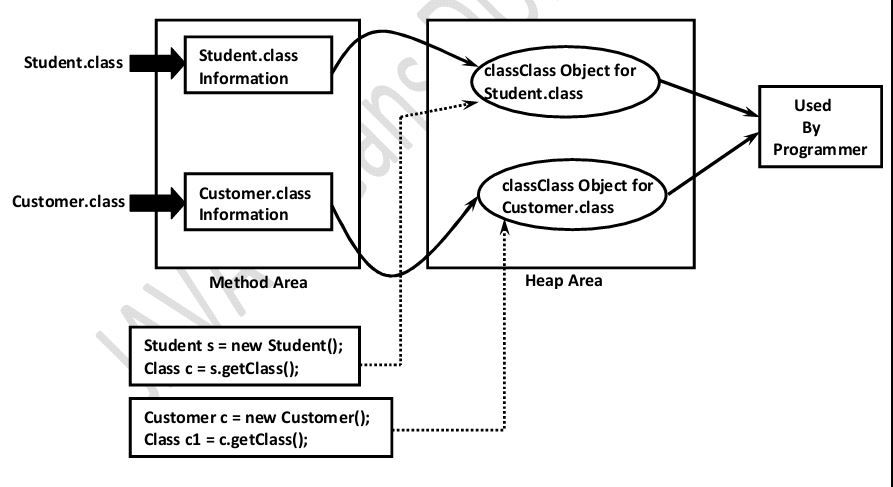 Student.class
Student.class
Information
classClass Object for
Student.class
Used
By
Programmer
Customer.class
Customer.class
Information
classClass Object for
Customer.class
Method Area
Heap Area
Student s = new Student();
Class c = s.getClass();
Customer c = new Customer();
Class c1 = c.getClass();
JAVA